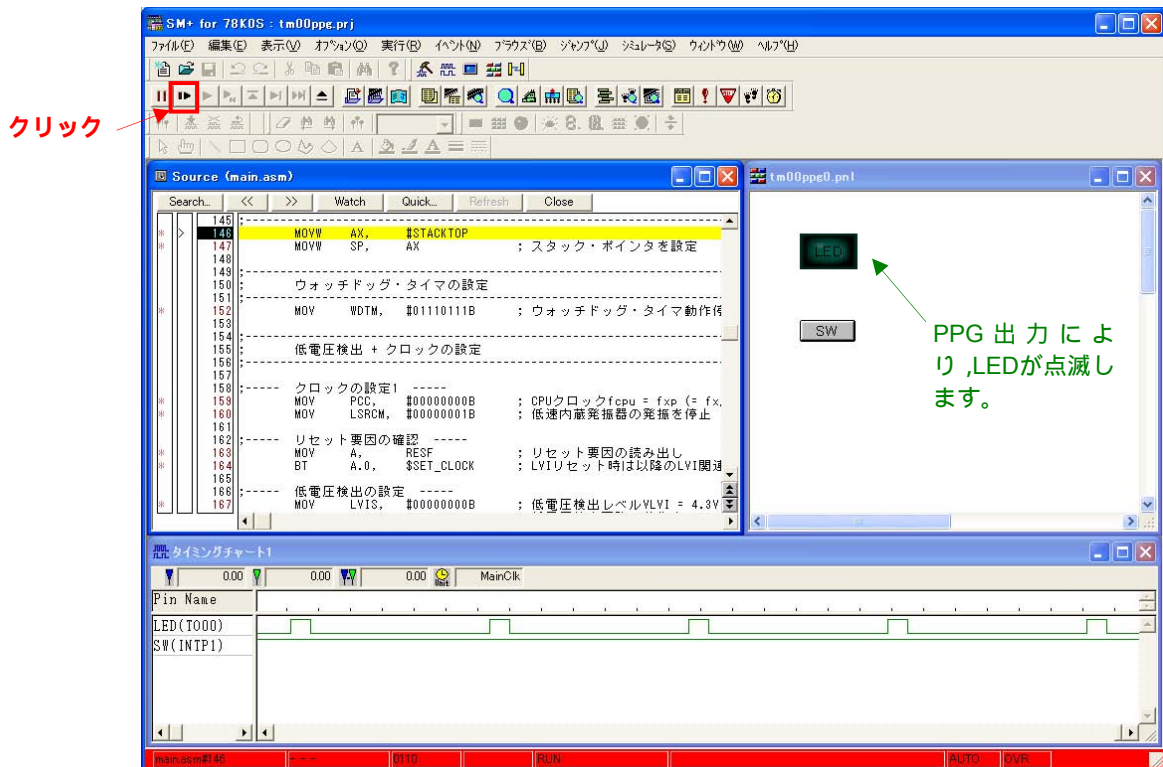 SM+ for 78K0S : tm00ppg.prj
ファイル(F) 編集(E) 表示(V) オプション(O) 実行(R) イベント(N) ブラウズ(B) ジャンプ(J) シミュレータ(S) ウィンドウ(W) ヘルプ(H)
クリック
Source (main.asm)
Search... << >> Watch Quick... Refresh Close
145 ;-----------------------------------------------------------
146 MOVW AX, #STACKTOP
147 MOVW SP, AX ; スタック・ポインタを設定
148
149 ;-----------------------------------------------------------
150 ; ウォッチドッグ・タイマの設定
151 ;-----------------------------------------------------------
152 MOV WDTM, #01110111B ; ウォッチドッグ・タイマ動作停
153
154 ;-----------------------------------------------------------
155 ; 低電圧検出 + クロックの設定
156 ;-----------------------------------------------------------
157
158 ;----- クロックの設定1 -----
159 MOV PCC, #00000000B ; CPUクロックfcpu = fxp (= fx,
160 MOV LSRCM, #00000001B ; 低速内蔵発振器の発振を停止
161
162 ;----- リセット要因の確認 -----
163 MOV A, RESF ; リセット要因の読み出し
164 BT A.0, $SET_CLOCK ; LVIリセット時は以降のLVI関連
165
166 ;----- 低電圧検出の設定 -----
167 MOV LVIS, #00000000B ; 低電圧検出レベルVLVI = 4.3V
tm00ppg0.pnl
LED
SW
PPG 出 力 に よ
り ,LEDが点滅し
ます。
タイミングチャート1
0.00 0.00 0.00 Unit MainClk
Pin Name
LED(TO00)
SW(INTP1)
main.asm#146 --- 0110 RUN AUTO OVR